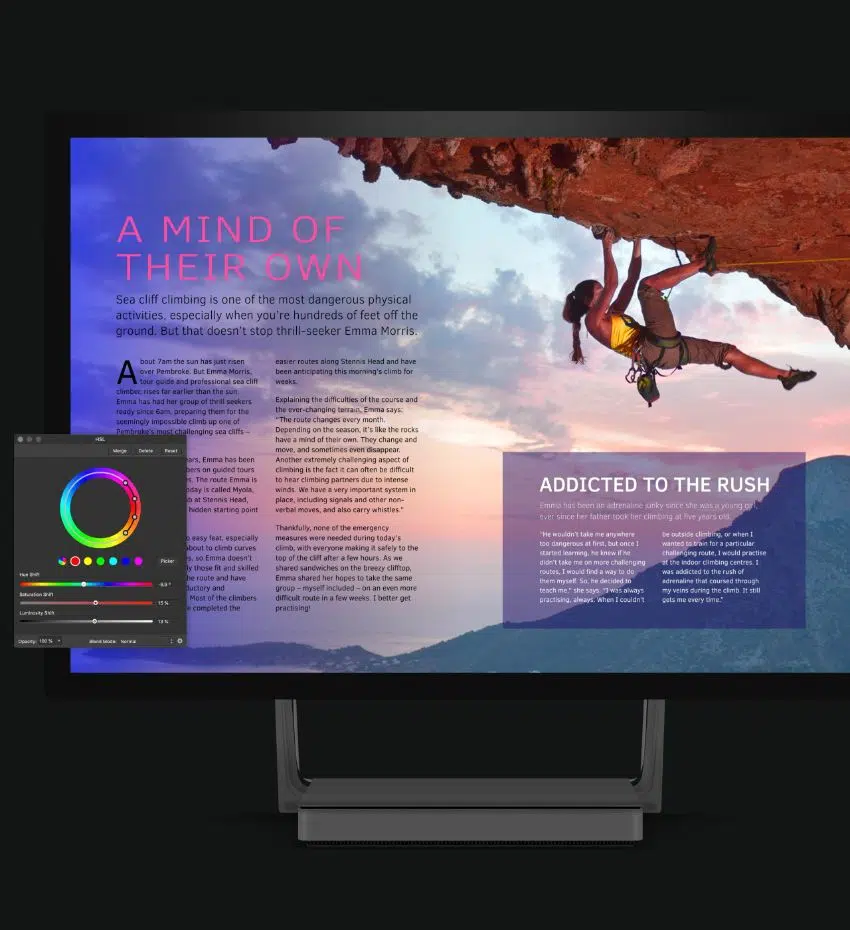 A MIND OF
THEIR OWN
Sea cliff climbing is one of the most dangerous physical
activities, especially when you're hundreds of feet off the
ground. But that doesn't stop thrill-seeker Emma Morris.
About 7am the sun has just risen
over Pembroke. But Emma Morris,
tour guide and professional sea cliff
climber, rises far earlier than the sun.
Emma has had her group of thrill seekers
ready since 6am, preparing them for the
seemingly impossible climb up one of
Pembroke's most challenging sea cliffs –
ears, Emma has been
bers on guided tours
es. The route Emma is
oday is called Myola,
b at Stennis Head,
hidden starting point
o easy feat, especially
about to climb curves
es, so Emma doesn't
ly those fit and skilled
the route and have
ductory and
Most of the climbers
e completed the
easier routes along Stennis Head and have
been anticipating this morning's climb for
weeks.
Explaining the difficulties of the course and
the ever-changing terrain, Emma says:
"The route changes every month.
Depending on the season, it's like the rocks
have a mind of their own. They change and
move, and sometimes even disappear.
Another extremely challenging aspect of
climbing is the fact it can often be difficult
to hear climbing partners due to intense
winds. We have a very important system in
place, including signals and other non-
verbal moves, and also carry whistles."
Thankfully, none of the emergency
measures were needed during today's
climb, with everyone making it safely to the
top of the cliff after a few hours. As we
shared sandwiches on the breezy clifftop,
Emma shared her hopes to take the same
group – myself included – on an even more
difficult route in a few weeks. I better get
practising!
ADDICTED TO THE RUSH
Emma has been an adrenaline junky since she was a young girl,
ever since her father took her climbing at five years old.
"He wouldn't take me anywhere
too dangerous at first, but once I
started learning, he knew if he
didn't take me on more challenging
routes, I would find a way to do
them myself. So, he decided to
teach me," she says. "I was always
practising, always. When I couldn't
be outside climbing, or when I
wanted to train for a particular
challenging route, I would practise
at the indoor climbing centres. I
was addicted to the rush of
adrenaline that coursed through
my veins during the climb. It still
gets me every time."
HSL
Merge Delete Reset
Picker
Hue Shift
Saturation Shift
15 %
Luminosity Shift
13 %
Opacity: 100 % Blend Mode: Normal